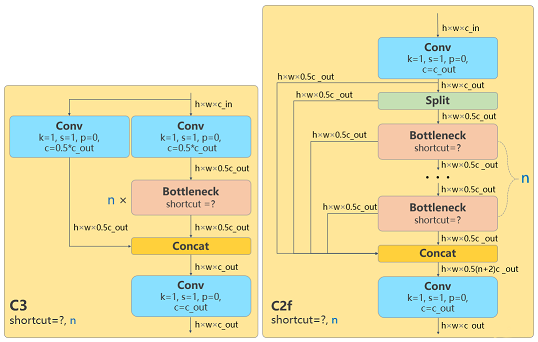 h×w×c_in
Conv
k=1, s=1, p=0,
c=0.5*c_out
Conv
k=1, s=1, p=0,
c=0.5*c_out
h×w×0.5c_out
n ×
Bottleneck
shortcut =?
h×w×0.5c_out
h×w×0.5c_out
Concat
h×w×c_out
Conv
k=1, s=1, p=0,
c=c_out
h×w×c_out
C3
shortcut=?, n
h×w×c_in
Conv
k=1, s=1, p=0,
c=c_out
h×w×0.5c_out
h×w×c_out
h×w×0.5c_out
Split
h×w×0.5c_out
Bottleneck
shortcut=?
h×w×0.5c_out
h×w×0.5c_out
...
n
h×w×0.5c_out
h×w×0.5c_out
Bottleneck
shortcut=?
h×w×0.5c_out
Concat
h×w×0.5(n+2)c_out
Conv
k=1, s=1, p=0,
c=c_out
h×w×c_out
C2f
shortcut=?, n